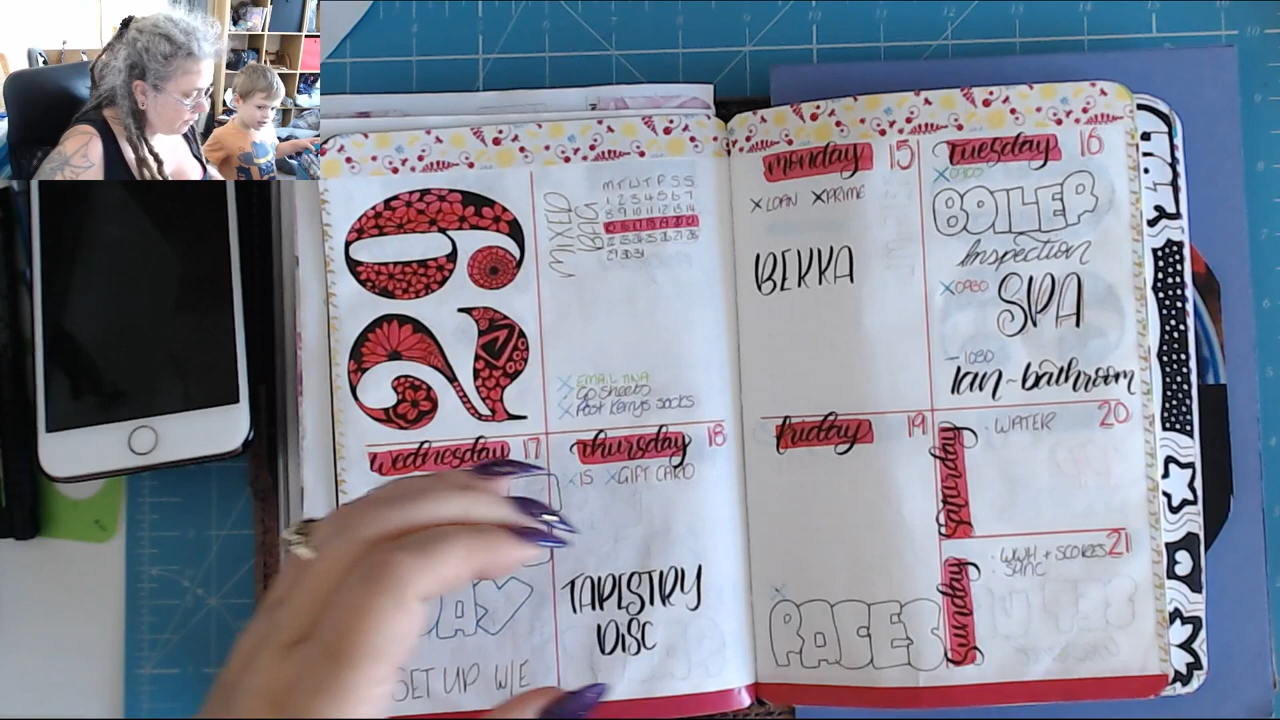 MIXED
BAG
M T W T F S S
1 2 3 4 5 6 7
8 9 10 11 12 13 14
15 16 17 18 19 20 21
22 23 24 25 26 27 28
29 30 31
X EMAIL TINA
X Go Sheets
X Post Kerrys socks
wednesday 17
DAY
SET UP W/E
thursday 18
X GIFT CARD
TAPISTRY
DISC
monday 15
X LOAN X PRIME
BEKKA
tuesday 16
X 0900
BOILER
Inspection
X 0930 SPA
— 1030
Ian ~ bathroom
friday 19
RACES
saturday 20
· WATER
sunday 21
· WWH + SCORES
· SYNC